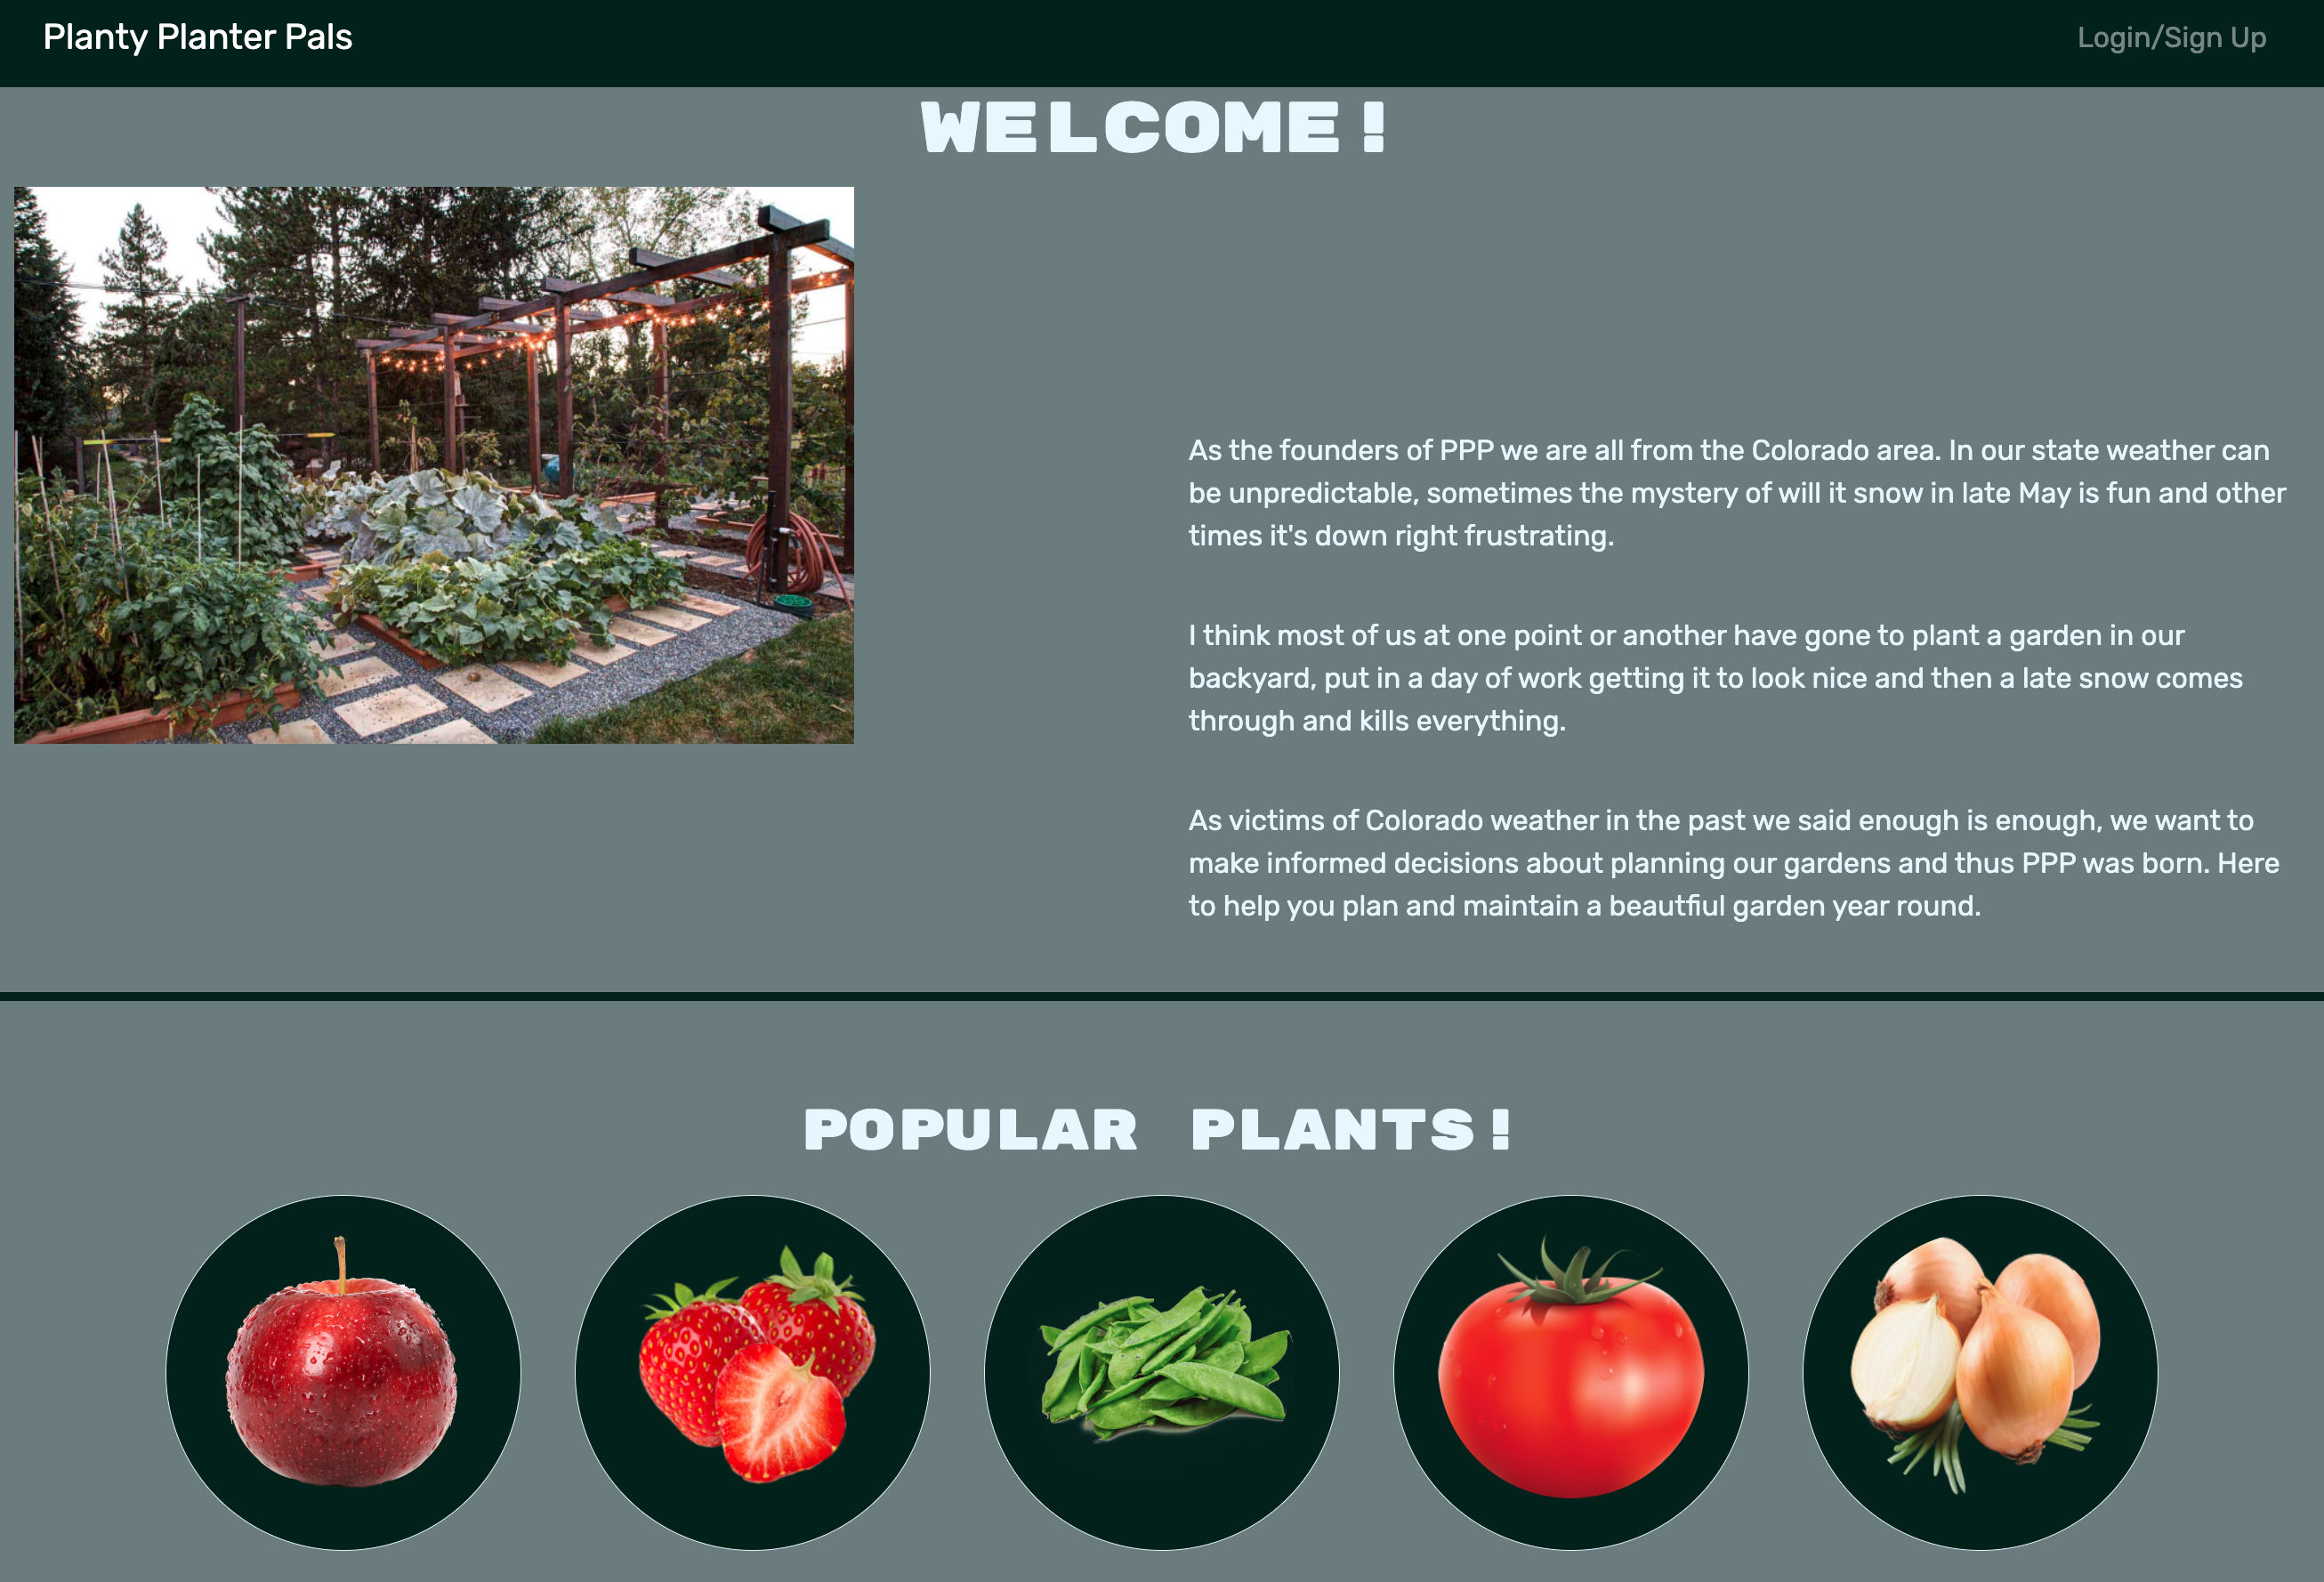 Planty Planter Pals
Login/Sign Up
WELCOME!
As the founders of PPP we are all from the Colorado area. In our state weather can
be unpredictable, sometimes the mystery of will it snow in late May is fun and other
times it's down right frustrating.
I think most of us at one point or another have gone to plant a garden in our
backyard, put in a day of work getting it to look nice and then a late snow comes
through and kills everything.
As victims of Colorado weather in the past we said enough is enough, we want to
make informed decisions about planning our gardens and thus PPP was born. Here
to help you plan and maintain a beautfiul garden year round.
POPULAR PLANTS!